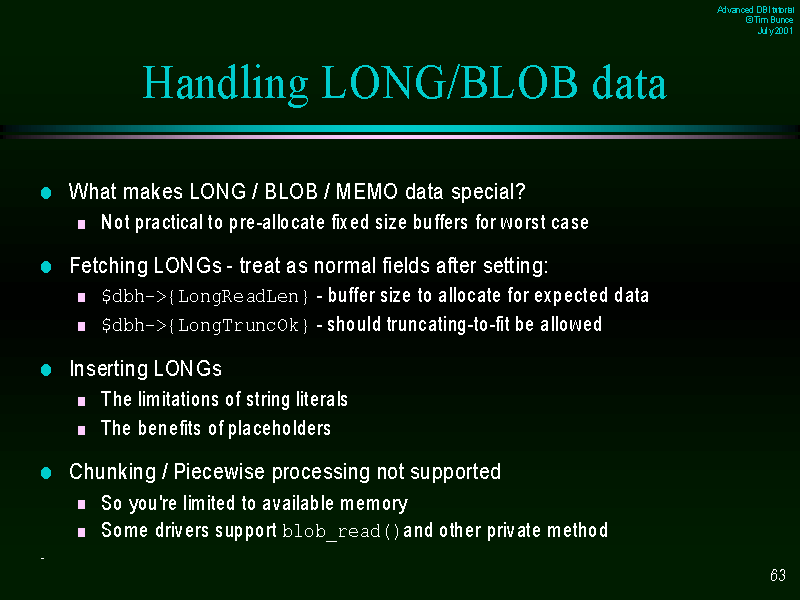 Advanced DBI tutorial
©Tim Bunce
July 2001
Handling LONG/BLOB data
What makes LONG / BLOB / MEMO data special?
Not practical to pre-allocate fixed size buffers for worst case
Fetching LONGs - treat as normal fields after setting:
$dbh->{LongReadLen} - buffer size to allocate for expected data
$dbh->{LongTruncOk} - should truncating-to-fit be allowed
Inserting LONGs
The limitations of string literals
The benefits of placeholders
Chunking / Piecewise processing not supported
So you're limited to available memory
Some drivers support blob_read()and other private method
-
63